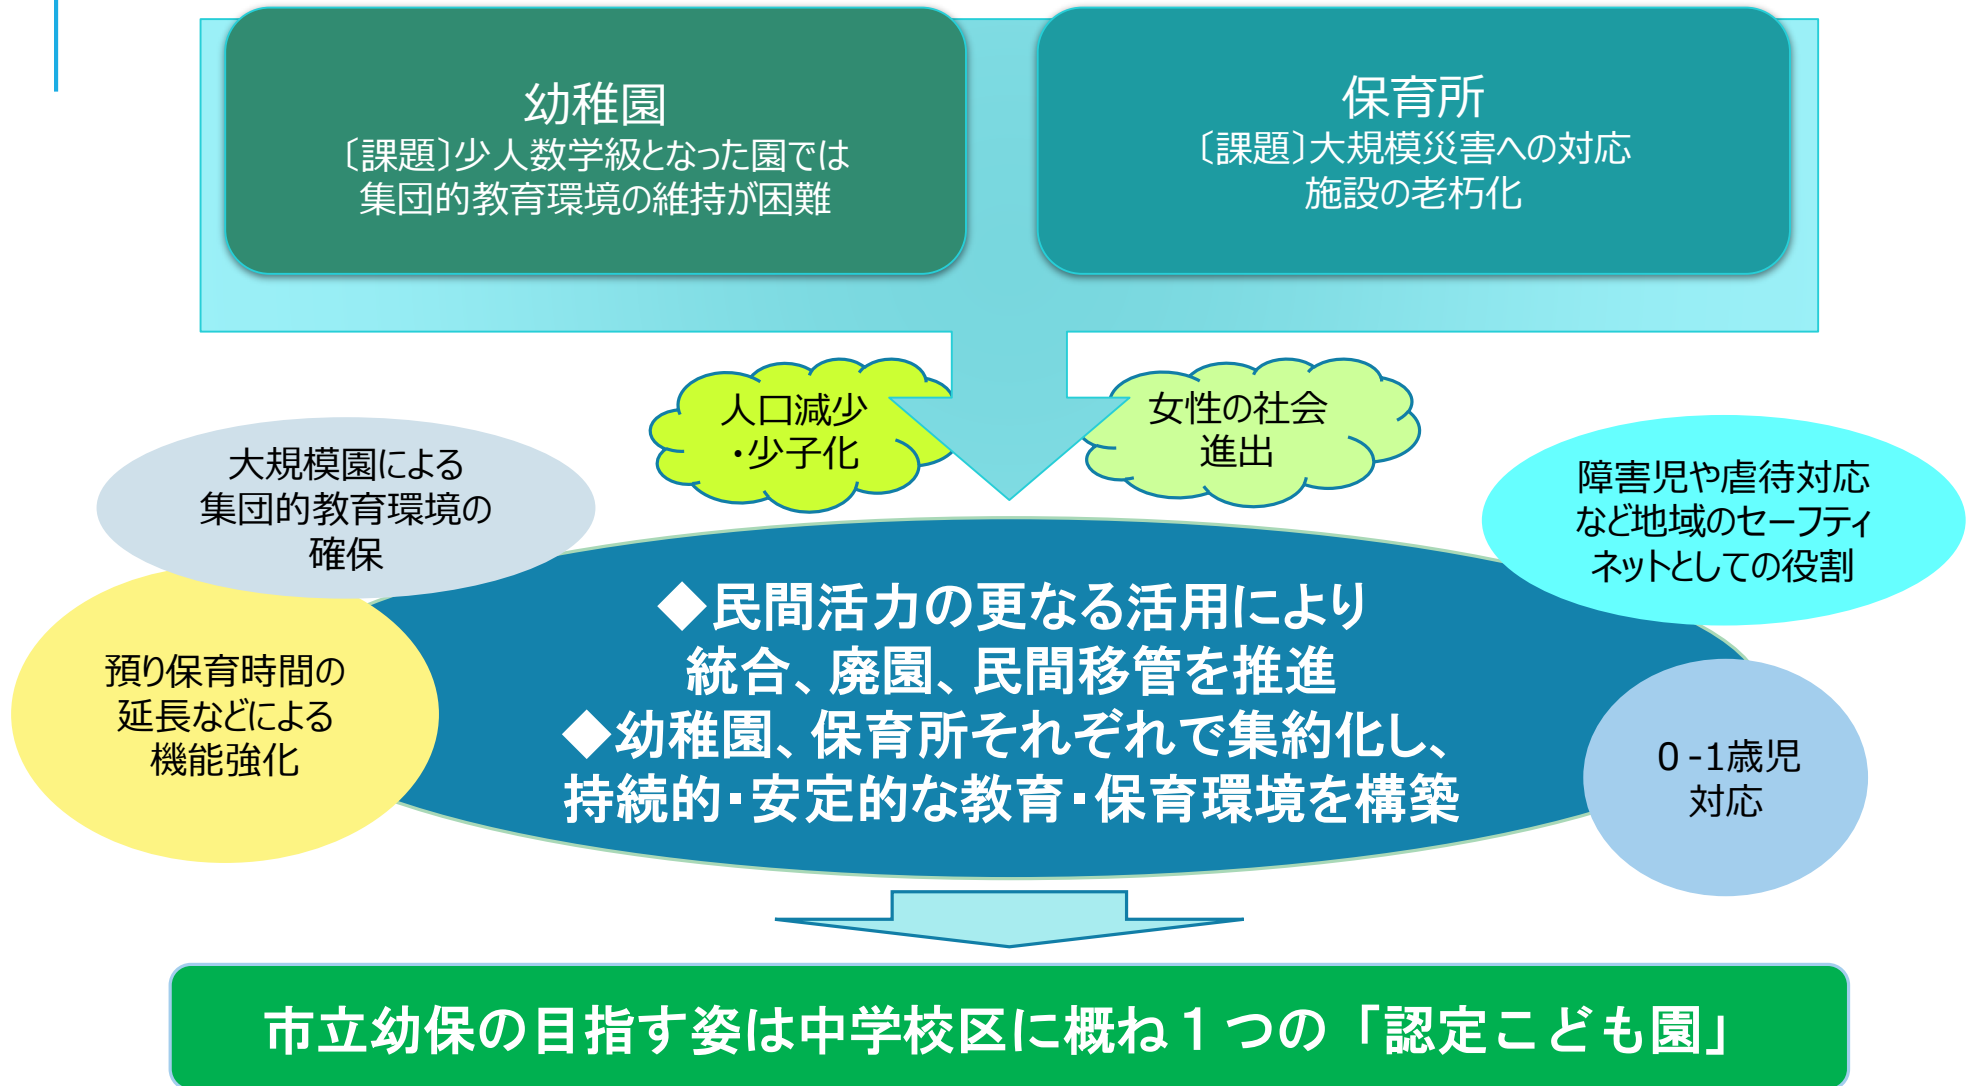 幼稚園
〔課題〕少人数学級となった園では
集団的教育環境の維持が困難
保育所
〔課題〕大規模災害への対応
施設の老朽化
人口減少
・少子化
女性の社会
進出
大規模園による
集団的教育環境の
確保
障害児や虐待対応
など地域のセーフティ
ネットとしての役割
預り保育時間の
延長などによる
機能強化
◆民間活力の更なる活用により
統合、廃園、民間移管を推進
◆幼稚園、保育所それぞれで集約化し、
持続的・安定的な教育・保育環境を構築
０-1歳児
対応
市立幼保の目指す姿は中学校区に概ね１つの「認定こども園」